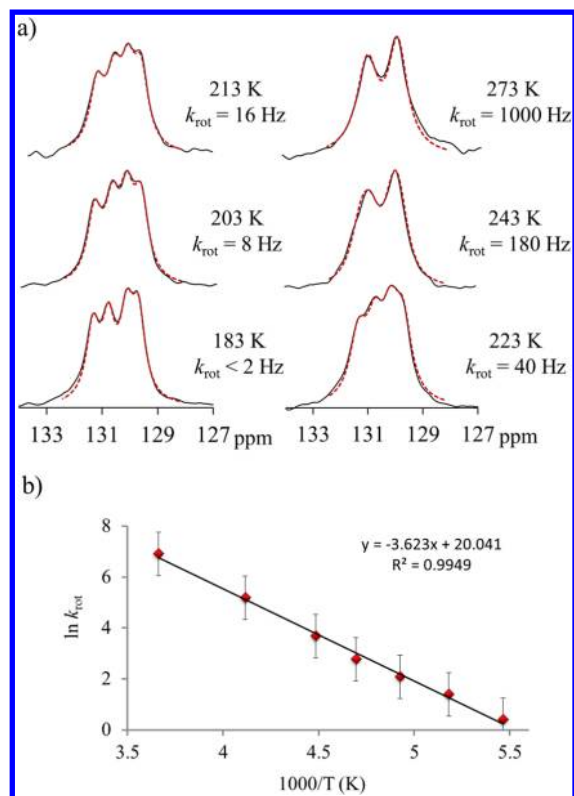 a)
213 K
k_rot = 16 Hz
203 K
k_rot = 8 Hz
183 K
k_rot < 2 Hz
273 K
k_rot = 1000 Hz
243 K
k_rot = 180 Hz
223 K
k_rot = 40 Hz
133 131 129 127 ppm 133 131 129 127
b)
y = -3.623x + 20.041
R² = 0.9949
ln k_rot
8
6
4
2
0
3.5 4 4.5 5 5.5
1000/T (K)